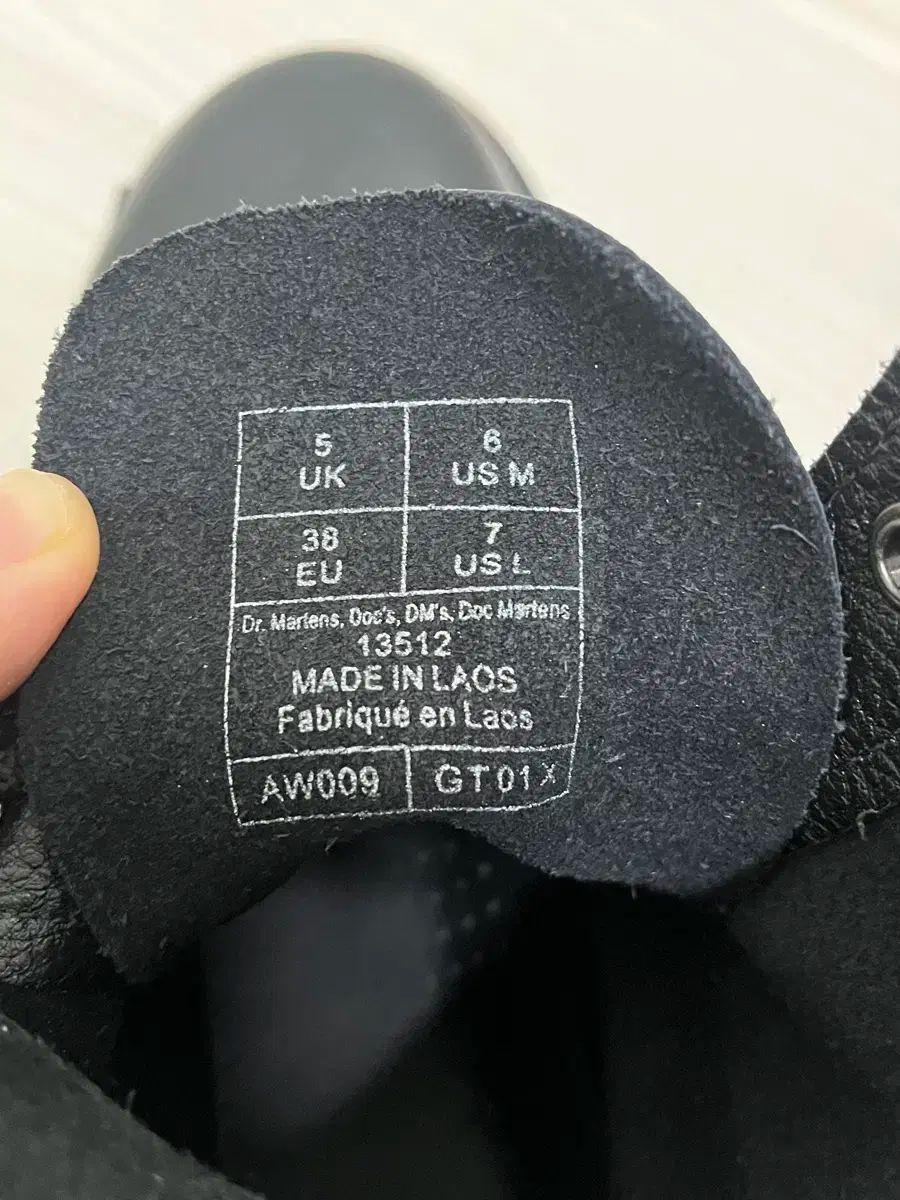 5
UK
6
US M
38
EU
7
US L
Dr. Martens, Doc's, DM's, Doc Martens
13512
MADE IN LAOS
Fabriqué en Laos
AW009
GT01X